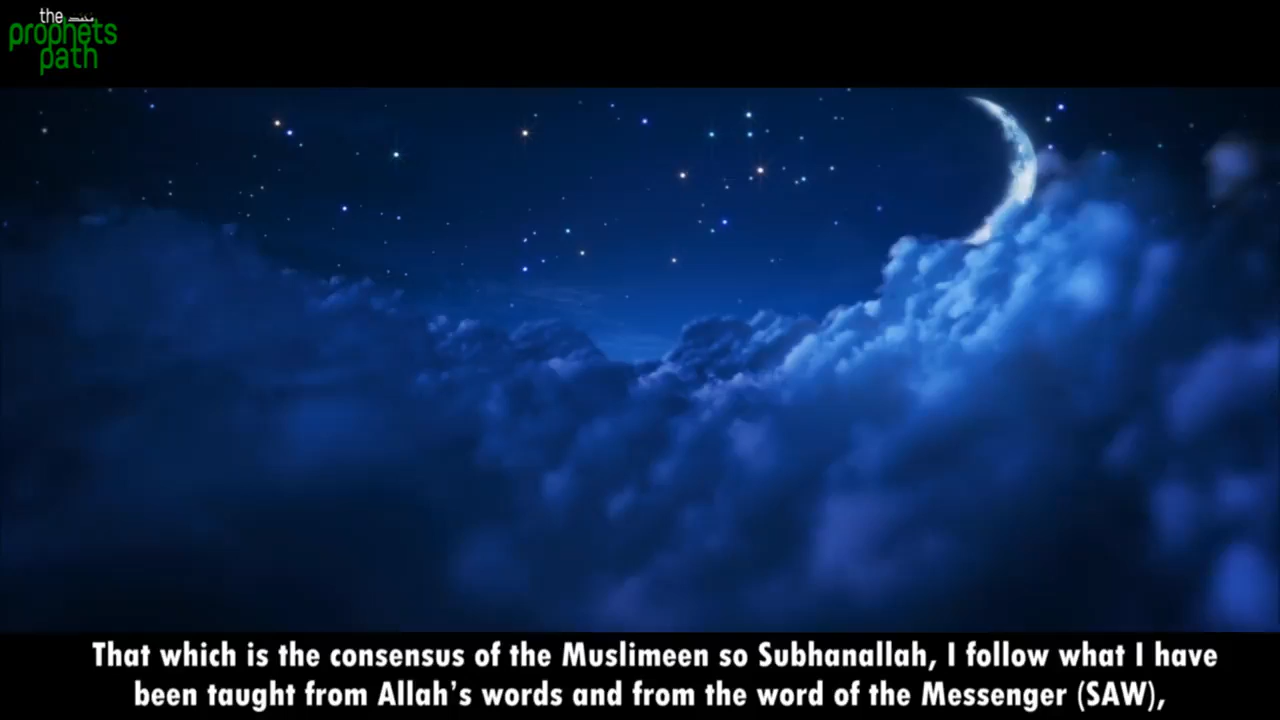 the محمد
prophets
path
That which is the consensus of the Muslimeen so Subhanallah, I follow what I have
been taught from Allah’s words and from the word of the Messenger (SAW),